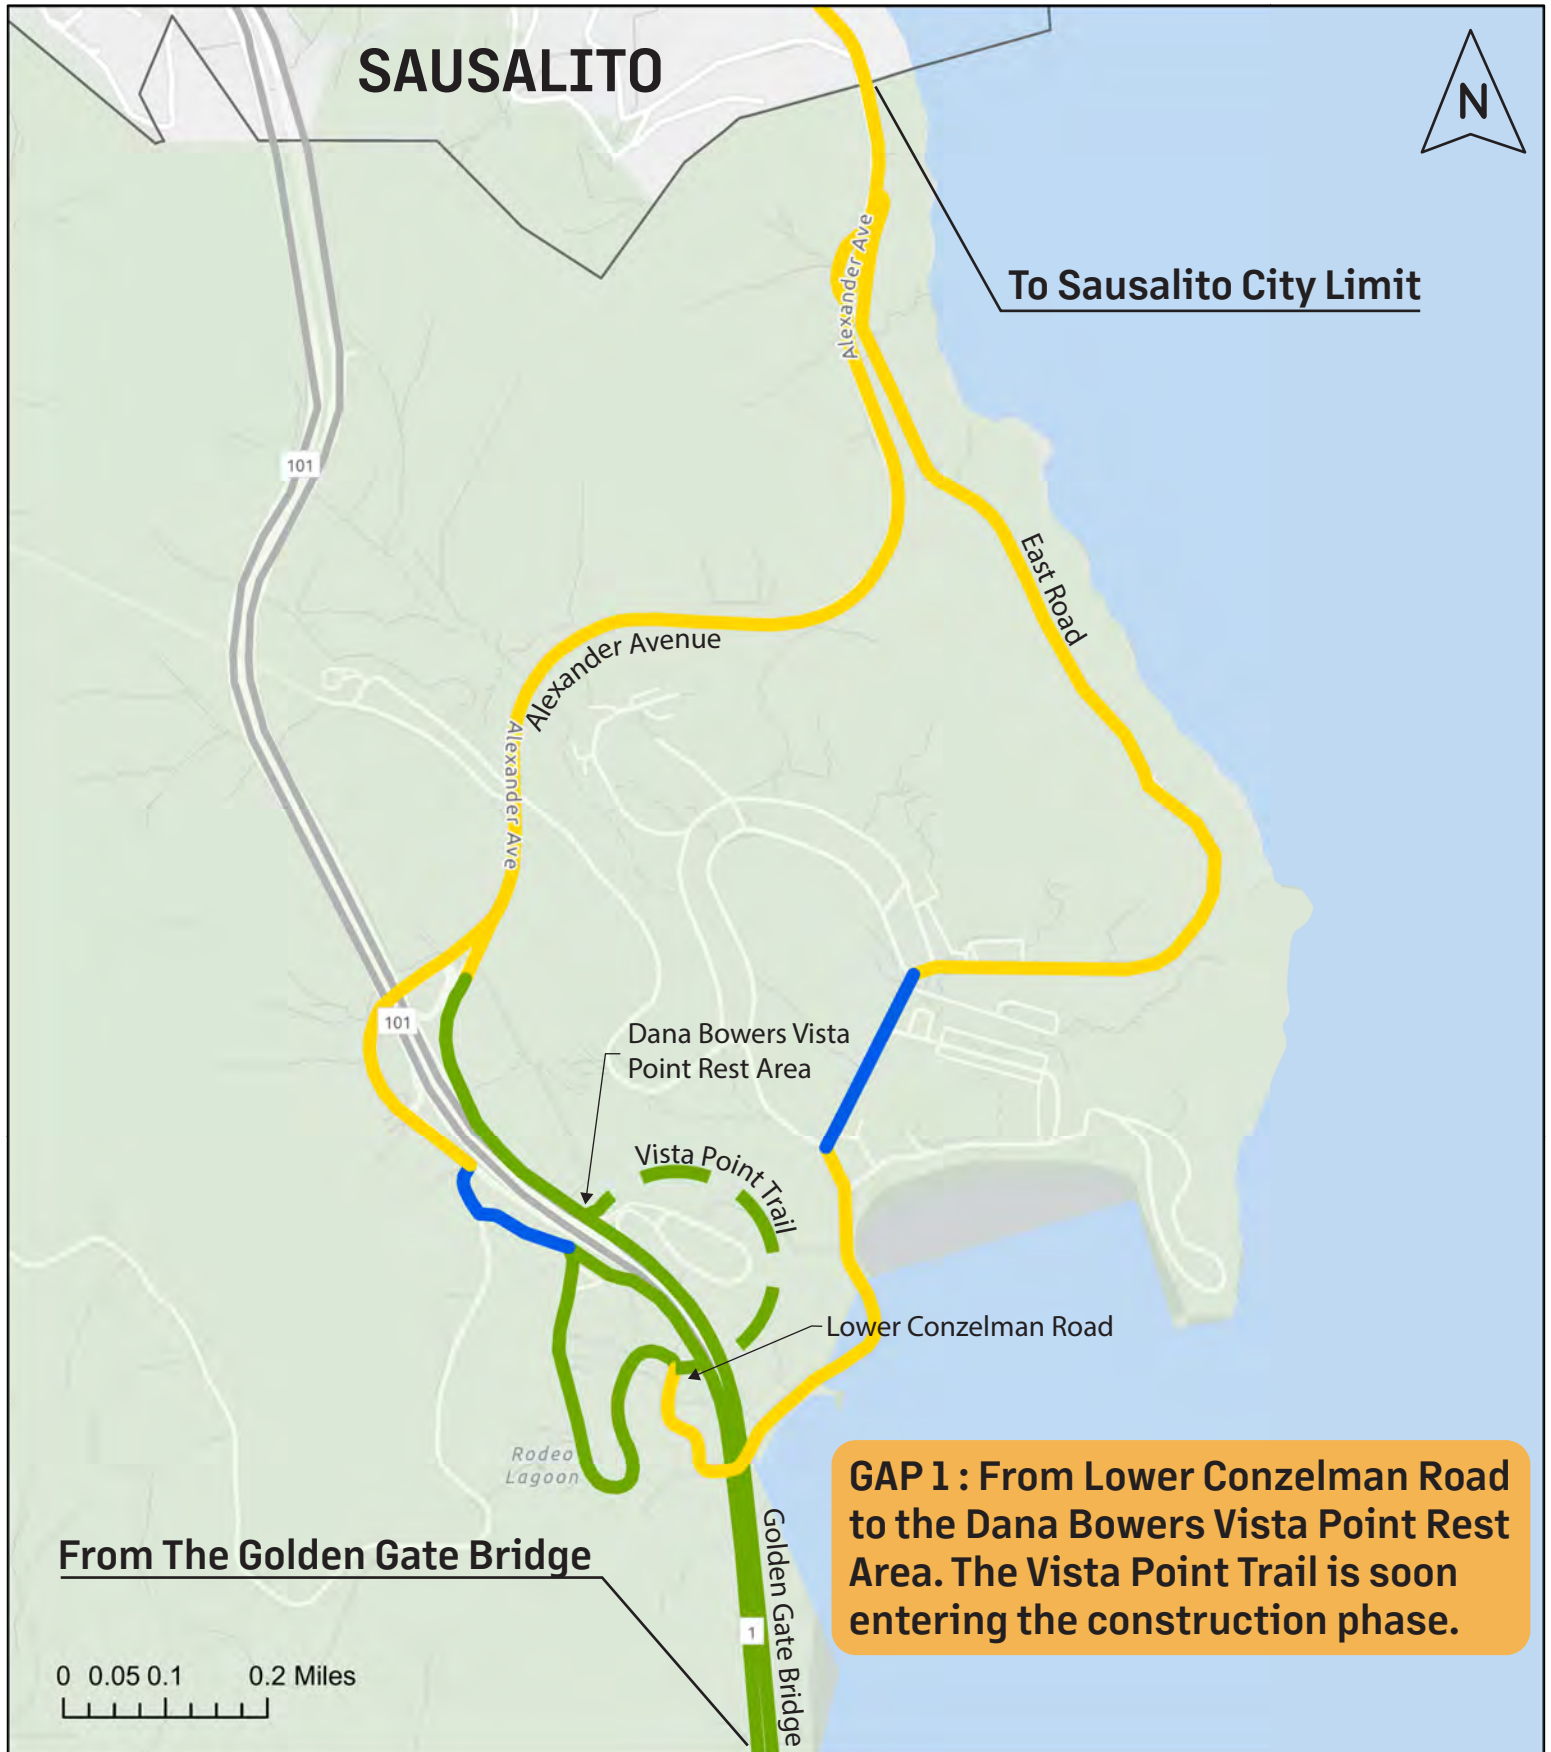 SAUSALITO
N
To Sausalito City Limit
Alexander Ave
101
East Road
Alexander Avenue
Alexander Ave
101
Dana Bowers Vista
Point Rest Area
Vista Point Trail
Lower Conzelman Road
Rodeo
Lagoon
GAP 1 : From Lower Conzelman Road
to the Dana Bowers Vista Point Rest
Area. The Vista Point Trail is soon
entering the construction phase.
From The Golden Gate Bridge
Golden Gate Bridge
1
0 0.05 0.1 0.2 Miles